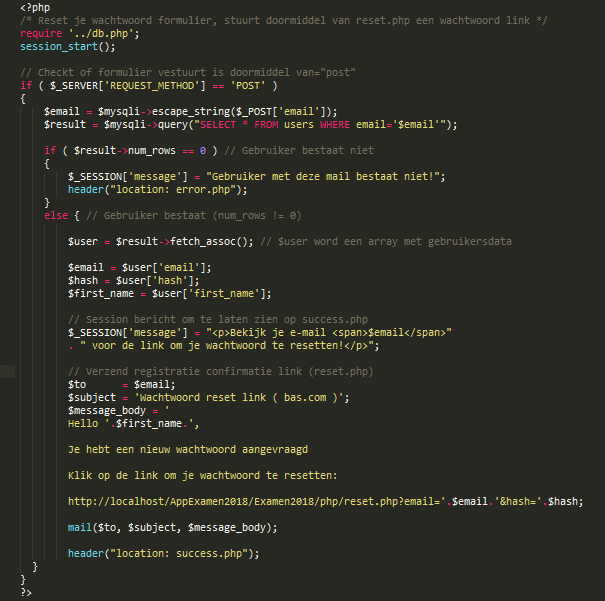 <?php
/* Reset je wachtwoord formulier, stuurt doormiddel van reset.php een wachtwoord link */
require '../db.php';
session_start();
// Checkt of formulier vestuurt is doormiddel van="post"
if ( $_SERVER['REQUEST_METHOD'] == 'POST' )
{
$email = $mysqli->escape_string($_POST['email']);
$result = $mysqli->query("SELECT * FROM users WHERE email='$email'");
if ( $result->num_rows == 0 ) // Gebruiker bestaat niet
{
$_SESSION['message'] = "Gebruiker met deze mail bestaat niet!";
header("location: error.php");
}
else { // Gebruiker bestaat (num_rows != 0)
$user = $result->fetch_assoc(); // $user word een array met gebruikersdata
$email = $user['email'];
$hash = $user['hash'];
$first_name = $user['first_name'];
// Session bericht om te laten zien op success.php
$_SESSION['message'] = "<p>Bekijk je e-mail <span>$email</span>"
. " voor de link om je wachtwoord te resetten!</p>";
// Verzend registratie confirmatie link (reset.php)
$to = $email;
$subject = 'Wachtwoord reset link ( bas.com )';
$message_body = '
Hello '.$first_name.',
Je hebt een nieuw wachtwoord aangevraagd
Klik op de link om je wachtwoord te resetten:
http://localhost/AppExamen2018/Examen2018/php/reset.php?email='.$email.'&hash='.$hash;
mail($to, $subject, $message_body);
header("location: success.php");
}
}
?>